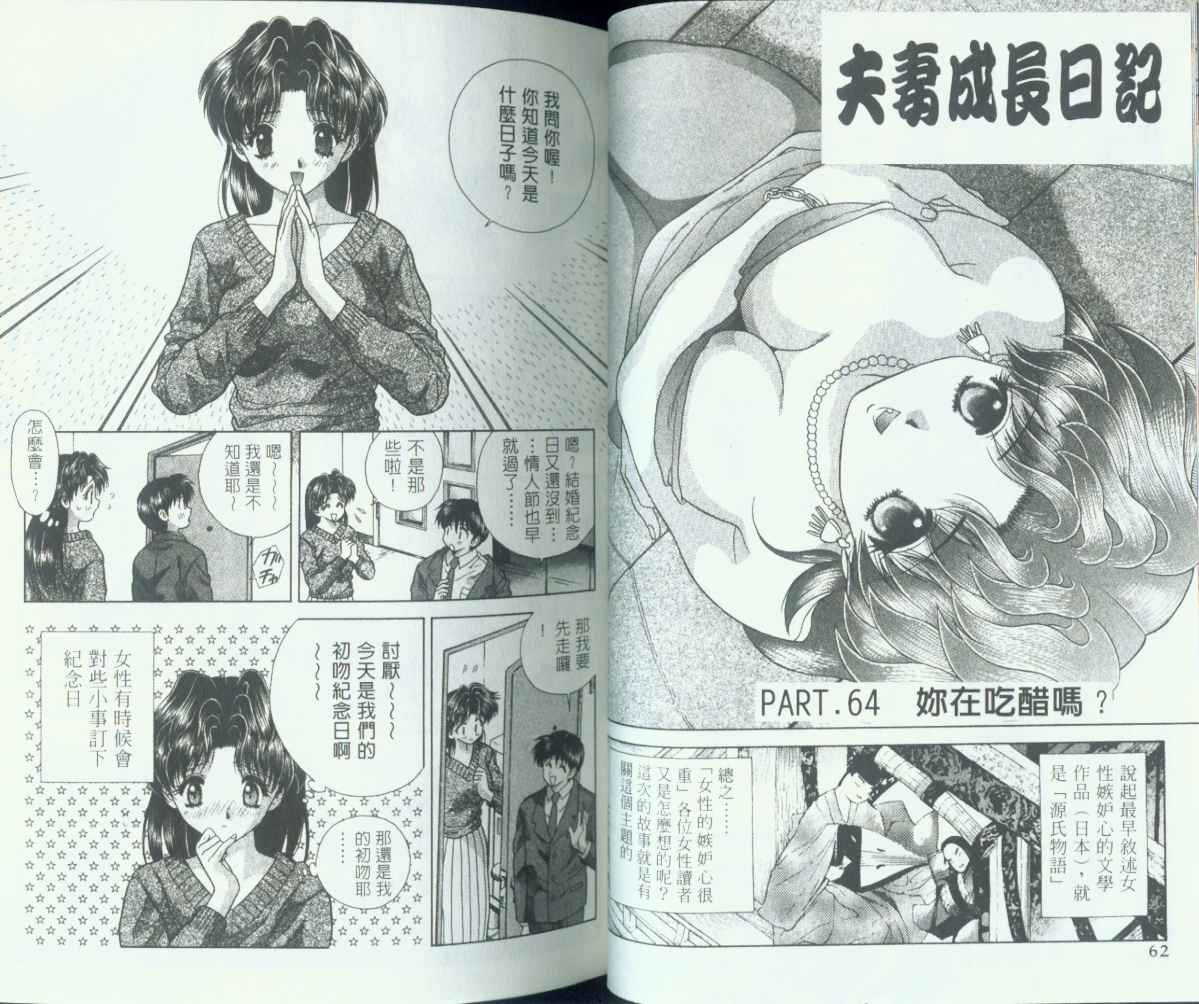 夫妻成長日記
PART.64 妳在吃醋嗎？
說起最早敘述女
性嫉妒心的文學
作品（日本），就
是「源氏物語」
總之……
「女性的嫉妒心很
重」各位女性讀者
又是怎麼想的呢？
這次的故事就是有
關這個主題的
62
我問你喔！
你知道今天是
什麼日子嗎？
嗯？結婚紀念
日又還沒到…
…情人節也早
就過了……
不是那
些啦！
嗯～～～
我還是不
知道耶～
ガチャ
怎麼會…？
那我要
先走囉
！
討厭～～～～
今天是我們的
初吻紀念日啊
～～～～
那還是我
的初吻耶
……
女性有時候會
對些小事訂下
紀念日